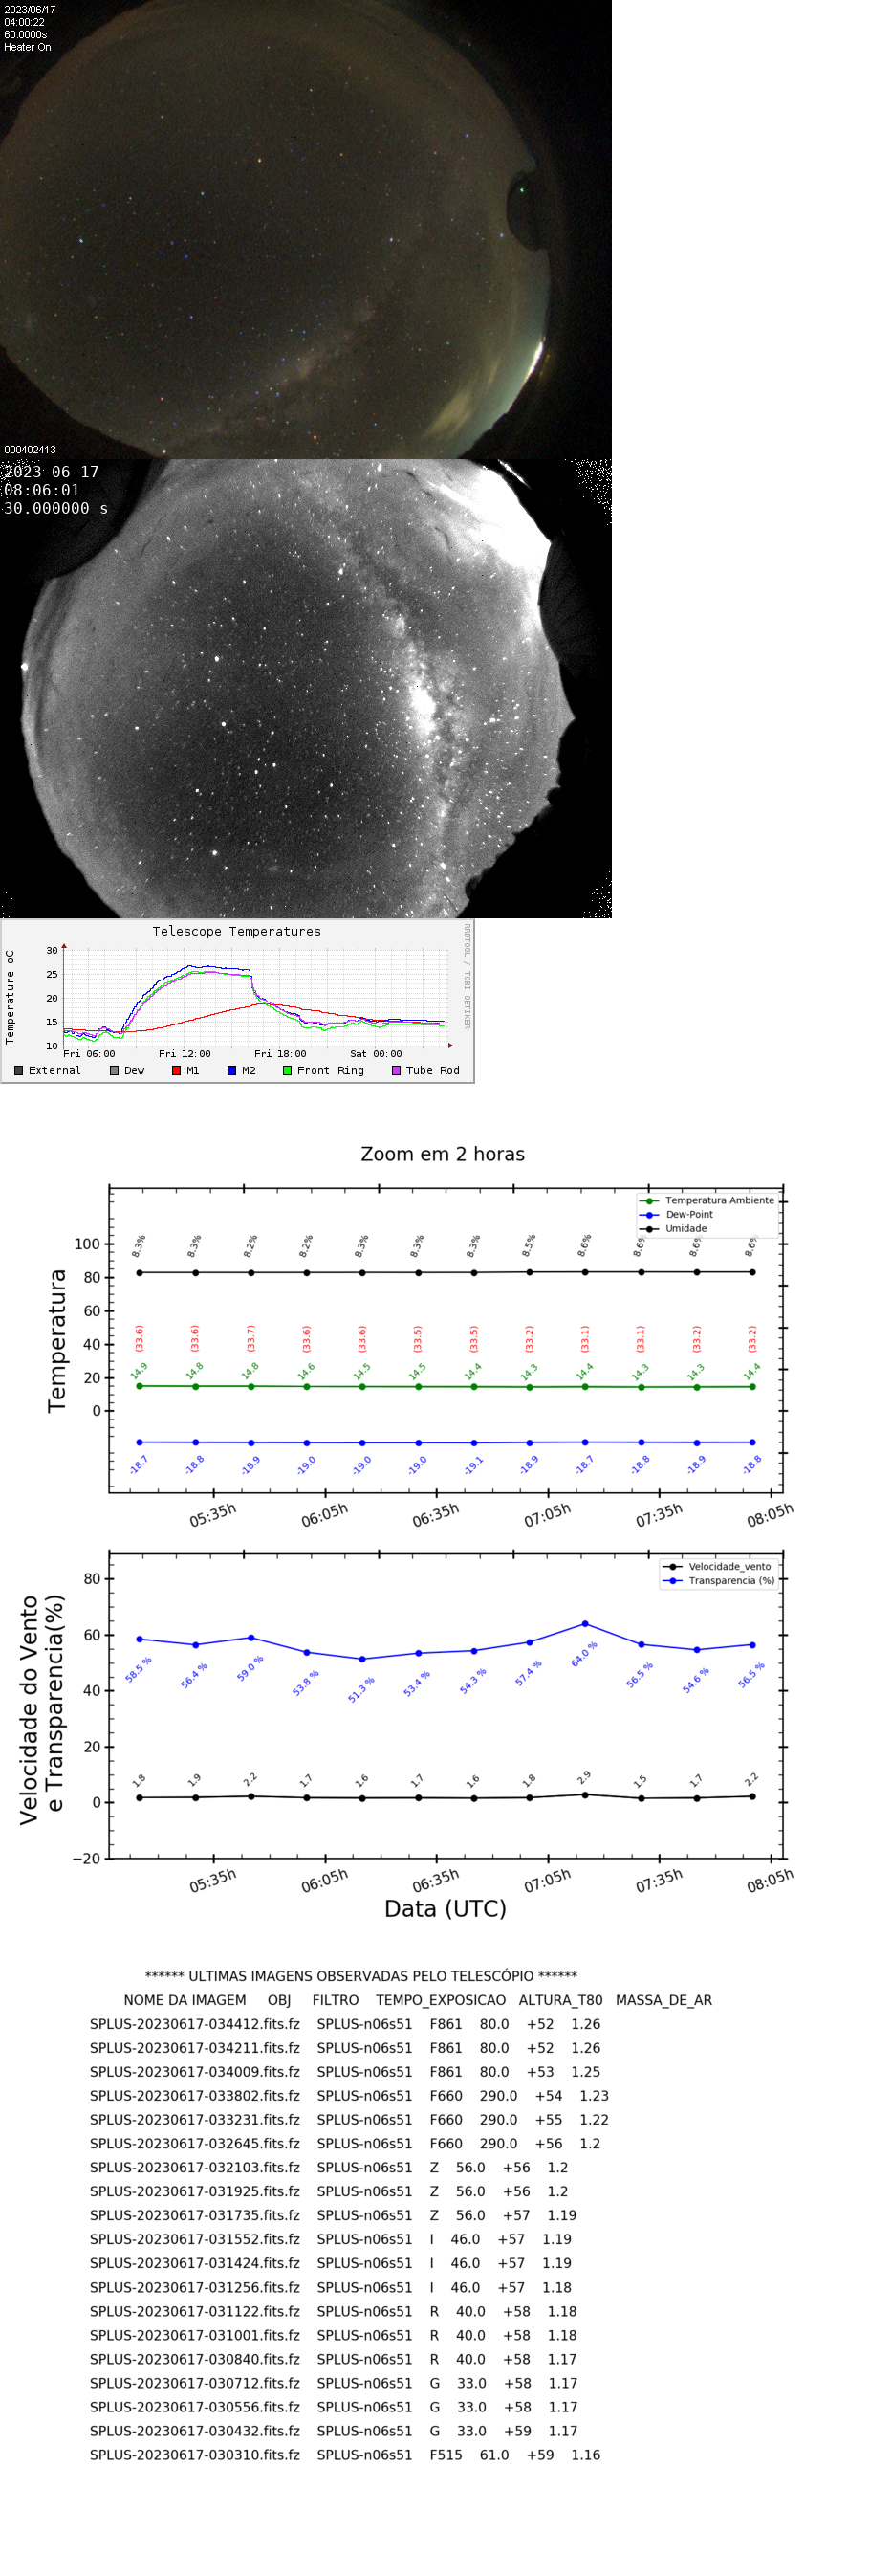 2023/06/17
04:00:22
60.0000s
Heater On
000402413
2023-06-17
08:06:01
30.000000 s
Telescope Temperatures
RRDTOOL / TOBI OETIKER
Temperature oC
30
25
20
15
10
Fri 06:00 Fri 12:00 Fri 18:00 Sat 00:00
External Dew M1 M2 Front Ring Tube Rod
Zoom em 2 horas
Temperatura Ambiente
Dew-Point
Umidade
Temperatura
100
80
60
40
20
0
8.3% 8.3% 8.2% 8.2% 8.3% 8.3% 8.3% 8.5% 8.6% 8.6% 8.6% 8.6%
(33.6) (33.6) (33.7) (33.6) (33.6) (33.5) (33.5) (33.2) (33.1) (33.1) (33.2) (33.2)
14.9 14.8 14.8 14.6 14.5 14.5 14.4 14.3 14.4 14.3 14.3 14.4
-18.7 -18.8 -18.9 -19.0 -19.0 -19.0 -19.1 -18.9 -18.7 -18.8 -18.9 -18.8
05:35h 06:05h 06:35h 07:05h 07:35h 08:05h
Velocidade_vento
Transparencia (%)
Velocidade do Vento
e Transparencia(%)
80
60
40
20
0
−20
58.5 % 56.4 % 59.0 % 53.8 % 51.3 % 53.4 % 54.3 % 57.4 % 64.0 % 56.5 % 54.6 % 56.5 %
1.8 1.9 2.2 1.7 1.6 1.7 1.6 1.8 2.9 1.5 1.7 2.2
05:35h 06:05h 06:35h 07:05h 07:35h 08:05h
Data (UTC)
****** ULTIMAS IMAGENS OBSERVADAS PELO TELESCÓPIO ******
NOME DA IMAGEM OBJ FILTRO TEMPO_EXPOSICAO ALTURA_T80 MASSA_DE_AR
SPLUS-20230617-034412.fits.fz SPLUS-n06s51 F861 80.0 +52 1.26
SPLUS-20230617-034211.fits.fz SPLUS-n06s51 F861 80.0 +52 1.26
SPLUS-20230617-034009.fits.fz SPLUS-n06s51 F861 80.0 +53 1.25
SPLUS-20230617-033802.fits.fz SPLUS-n06s51 F660 290.0 +54 1.23
SPLUS-20230617-033231.fits.fz SPLUS-n06s51 F660 290.0 +55 1.22
SPLUS-20230617-032645.fits.fz SPLUS-n06s51 F660 290.0 +56 1.2
SPLUS-20230617-032103.fits.fz SPLUS-n06s51 Z 56.0 +56 1.2
SPLUS-20230617-031925.fits.fz SPLUS-n06s51 Z 56.0 +56 1.2
SPLUS-20230617-031735.fits.fz SPLUS-n06s51 Z 56.0 +57 1.19
SPLUS-20230617-031552.fits.fz SPLUS-n06s51 I 46.0 +57 1.19
SPLUS-20230617-031424.fits.fz SPLUS-n06s51 I 46.0 +57 1.19
SPLUS-20230617-031256.fits.fz SPLUS-n06s51 I 46.0 +57 1.18
SPLUS-20230617-031122.fits.fz SPLUS-n06s51 R 40.0 +58 1.18
SPLUS-20230617-031001.fits.fz SPLUS-n06s51 R 40.0 +58 1.18
SPLUS-20230617-030840.fits.fz SPLUS-n06s51 R 40.0 +58 1.17
SPLUS-20230617-030712.fits.fz SPLUS-n06s51 G 33.0 +58 1.17
SPLUS-20230617-030556.fits.fz SPLUS-n06s51 G 33.0 +58 1.17
SPLUS-20230617-030432.fits.fz SPLUS-n06s51 G 33.0 +59 1.17
SPLUS-20230617-030310.fits.fz SPLUS-n06s51 F515 61.0 +59 1.16